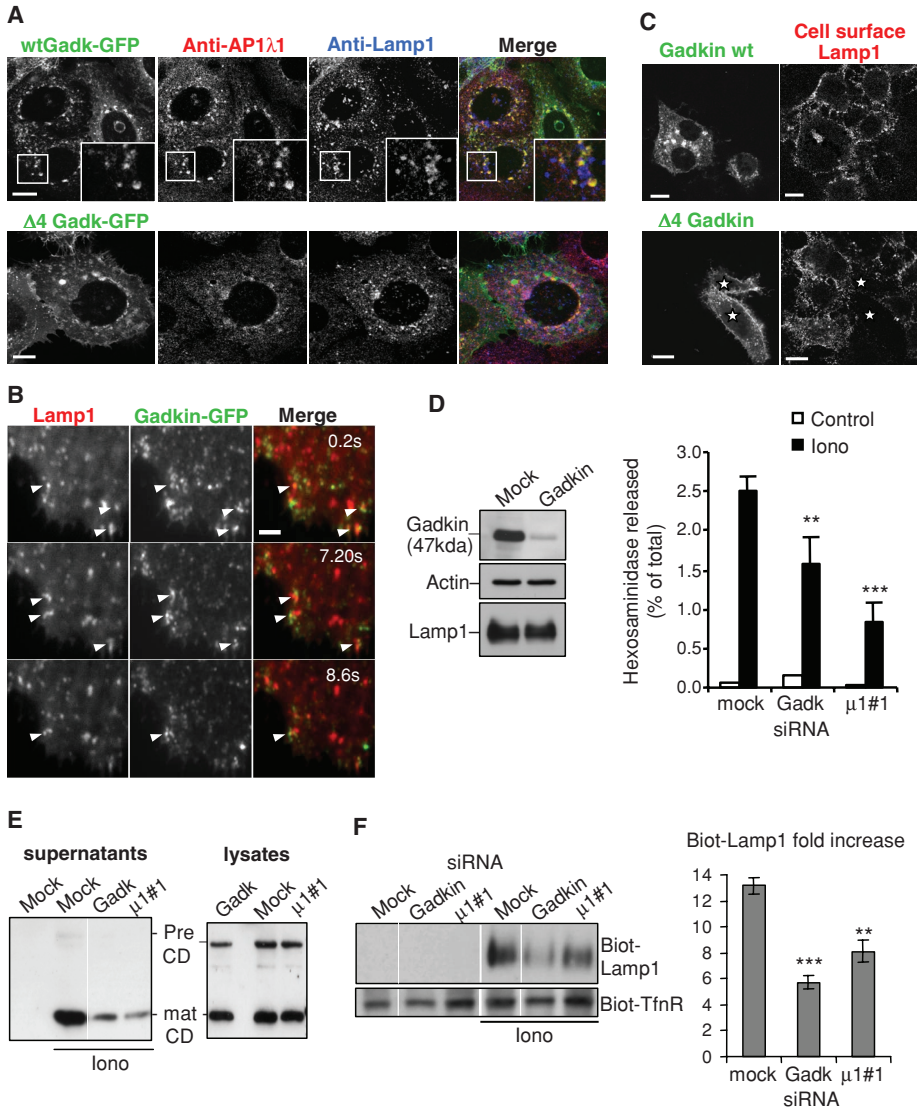 A
wtGadk-GFP Anti-AP1λ1 Anti-Lamp1 Merge
Δ4 Gadk-GFP
B
Lamp1 Gadkin-GFP Merge
0.2s
7.20s
8.6s
C
Gadkin wt Cell surface Lamp1
Δ4 Gadkin
D
Mock Gadkin
Gadkin (47kda)
Actin
Lamp1
Control
Iono
Hexosaminidase released (% of total)
3.0
2.5
2.0
1.5
1.0
0.5
0.0
**
***
mock Gadk μ1#1
siRNA
E
supernatants lysates
Mock Mock Gadk μ1#1 Gadk Mock μ1#1
Pre CD
mat CD
Iono
F
siRNA
Mock Gadkin μ1#1 Mock Gadkin μ1#1
Biot-Lamp1
Biot-TfnR
Iono
Biot-Lamp1 fold increase
14
12
10
8
6
4
2
0
***
**
mock Gadk μ1#1
siRNA